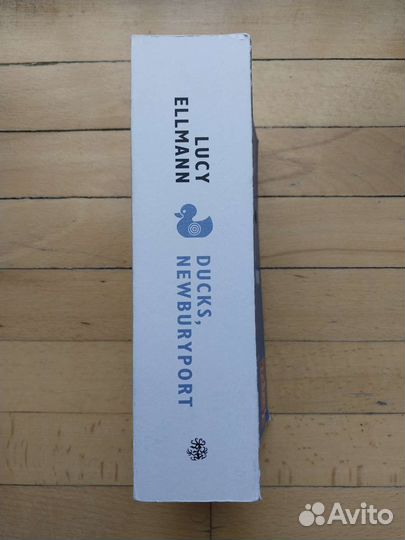 LUCY
ELLMANN
DUCKS,
NEWBURYPORT
Avito